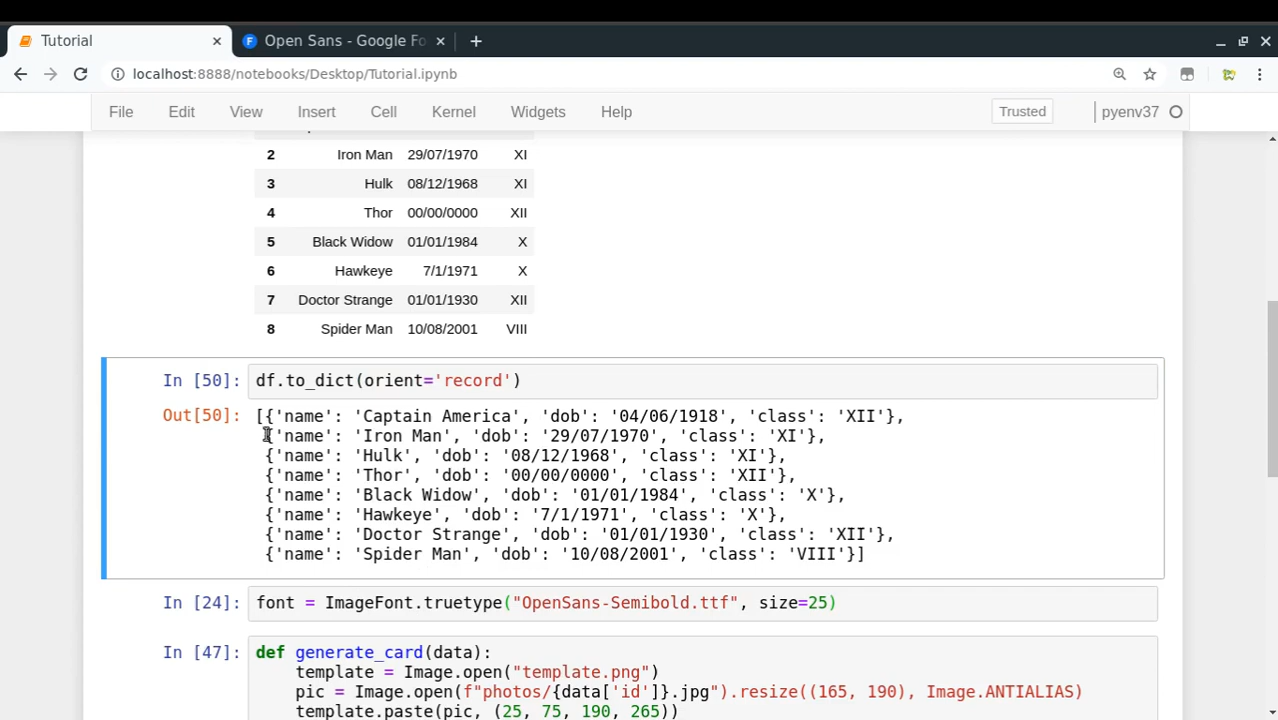 Tutorial
Open Sans - Google Fo
localhost:8888/notebooks/Desktop/Tutorial.ipynb
File Edit View Insert Cell Kernel Widgets Help Trusted pyenv37
2 Iron Man 29/07/1970 XI
3 Hulk 08/12/1968 XI
4 Thor 00/00/0000 XII
5 Black Widow 01/01/1984 X
6 Hawkeye 7/1/1971 X
7 Doctor Strange 01/01/1930 XII
8 Spider Man 10/08/2001 VIII
In [50]: df.to_dict(orient='record')
Out[50]: [{'name': 'Captain America', 'dob': '04/06/1918', 'class': 'XII'},
{'name': 'Iron Man', 'dob': '29/07/1970', 'class': 'XI'},
{'name': 'Hulk', 'dob': '08/12/1968', 'class': 'XI'},
{'name': 'Thor', 'dob': '00/00/0000', 'class': 'XII'},
{'name': 'Black Widow', 'dob': '01/01/1984', 'class': 'X'},
{'name': 'Hawkeye', 'dob': '7/1/1971', 'class': 'X'},
{'name': 'Doctor Strange', 'dob': '01/01/1930', 'class': 'XII'},
{'name': 'Spider Man', 'dob': '10/08/2001', 'class': 'VIII'}]
In [24]: font = ImageFont.truetype("OpenSans-Semibold.ttf", size=25)
In [47]: def generate_card(data):
template = Image.open("template.png")
pic = Image.open(f"photos/{data['id']}.jpg").resize((165, 190), Image.ANTIALIAS)
template.paste(pic, (25, 75, 190, 265))